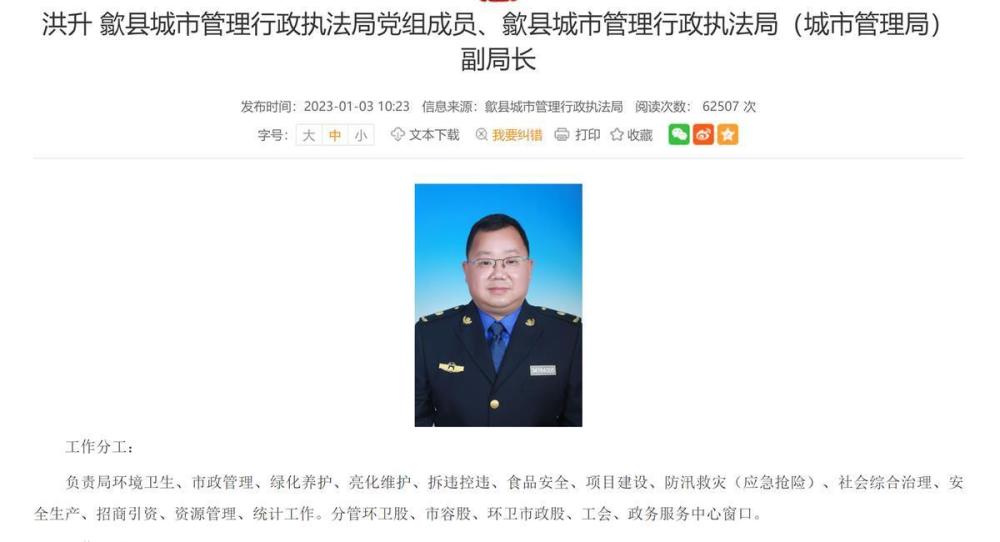 洪升 歙县城市管理行政执法局党组成员、歙县城市管理行政执法局（城市管理局）
副局长
发布时间：2023-01-03 10:23 信息来源：歙县城市管理行政执法局 阅读次数： 62507 次
字号： 大 中 小 文本下载 我要纠错 打印 收藏
工作分工：
负责局环境卫生、市政管理、绿化养护、亮化维护、拆违控违、食品安全、项目建设、防汛救灾（应急抢险）、社会综合治理、安
全生产、招商引资、资源管理、统计工作。分管环卫股、市容股、环卫市政股、工会、政务服务中心窗口。